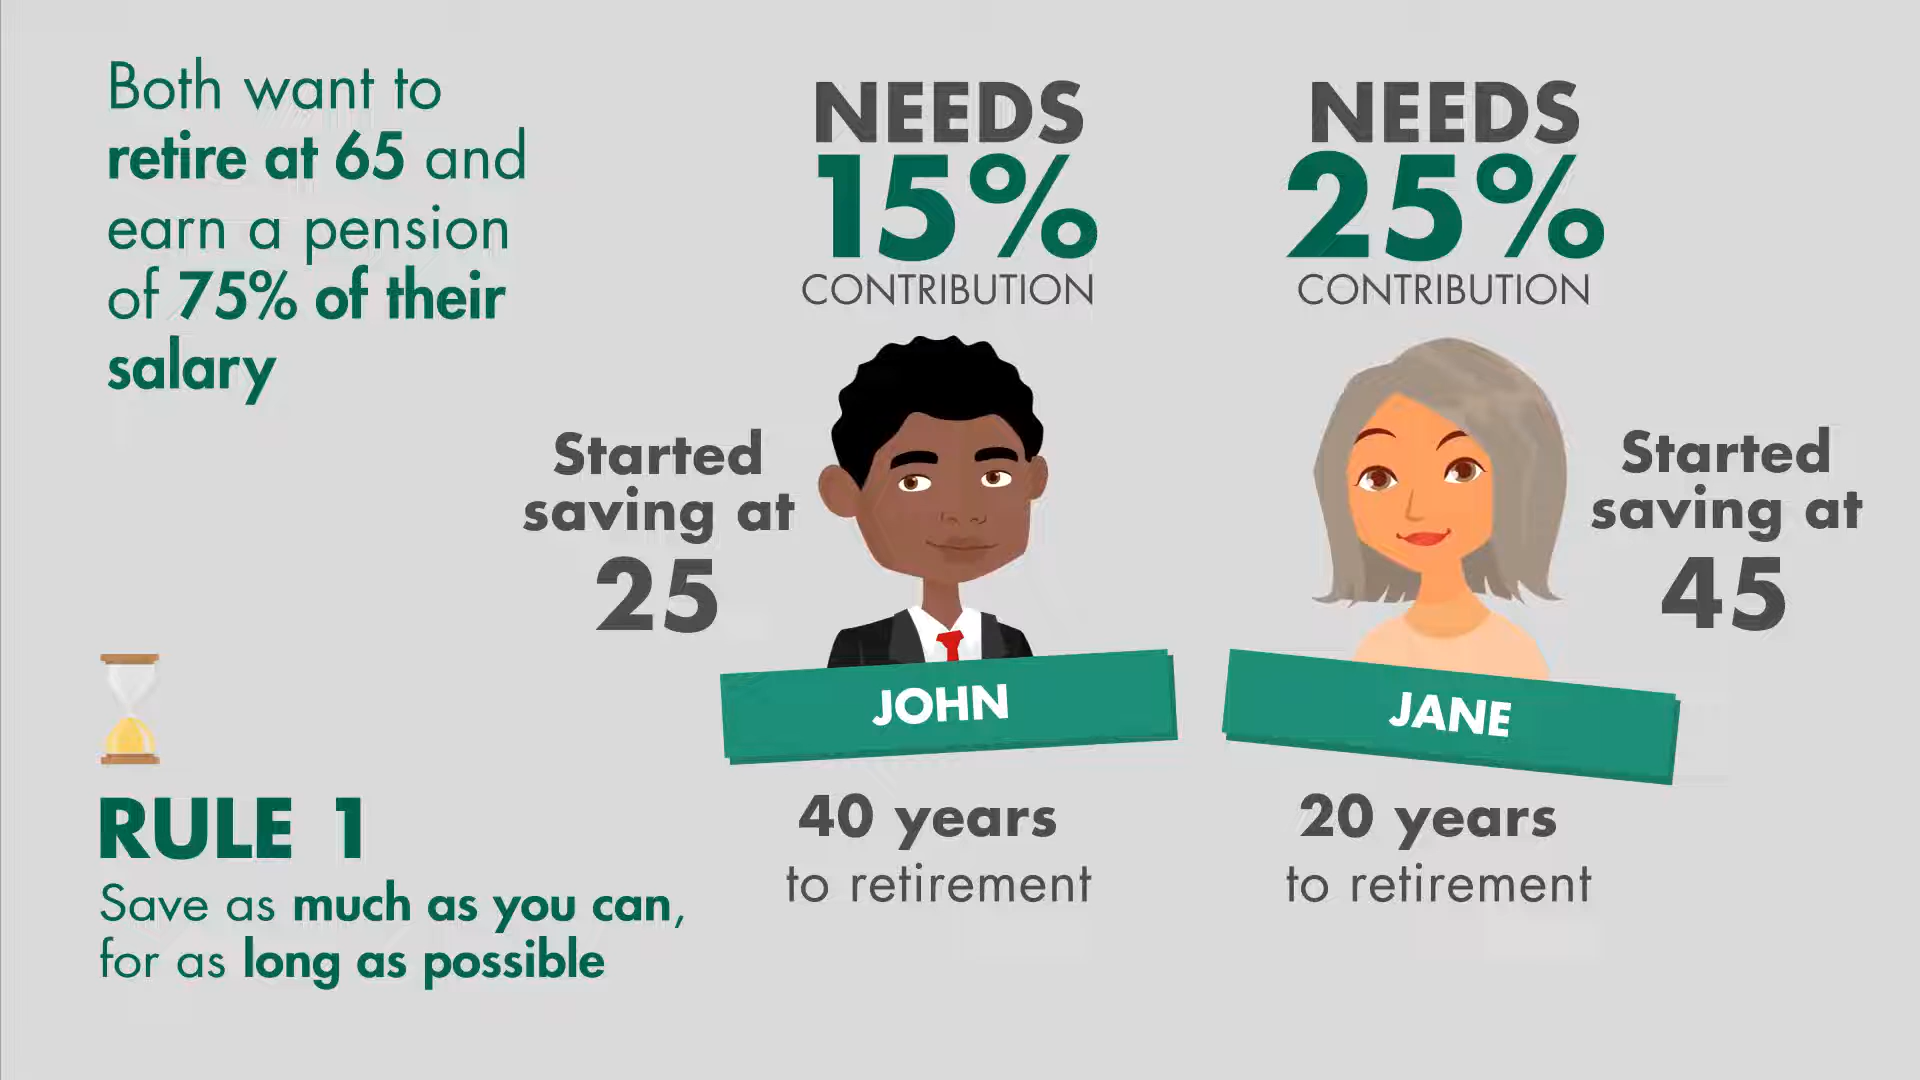 Both want to
retire at 65 and
earn a pension
of 75% of their
salary
NEEDS
15%
CONTRIBUTION
Started
saving at
25
JOHN
40 years
to retirement
NEEDS
25%
CONTRIBUTION
Started
saving at
45
JANE
20 years
to retirement
RULE 1
Save as much as you can,
for as long as possible